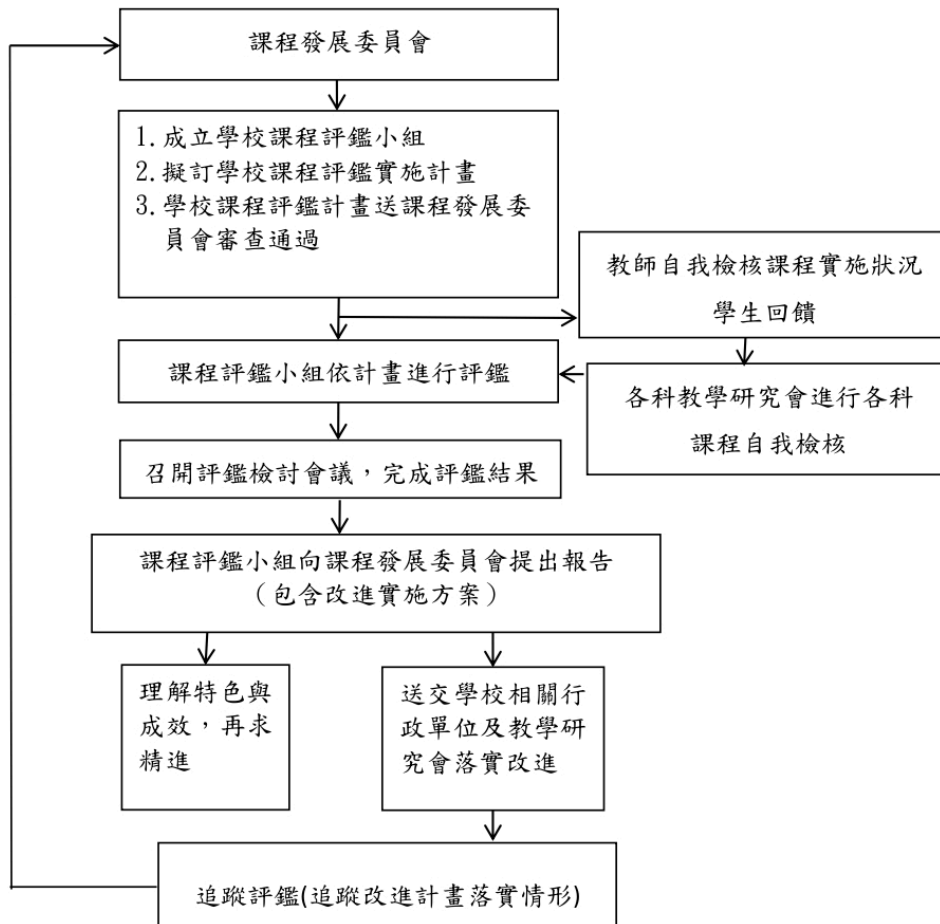 課程發展委員會
1. 成立學校課程評鑑小組
2. 擬訂學校課程評鑑實施計畫
3. 學校課程評鑑計畫送課程發展委
員會審查通過
教師自我檢核課程實施狀況
學生回饋
課程評鑑小組依計畫進行評鑑
各科教學研究會進行各科
課程自我檢核
召開評鑑檢討會議，完成評鑑結果
課程評鑑小組向課程發展委員會提出報告
（包含改進實施方案）
理解特色與
成效，再求
精進
送交學校相關行
政單位及教學研
究會落實改進
追蹤評鑑(追蹤改進計畫落實情形)